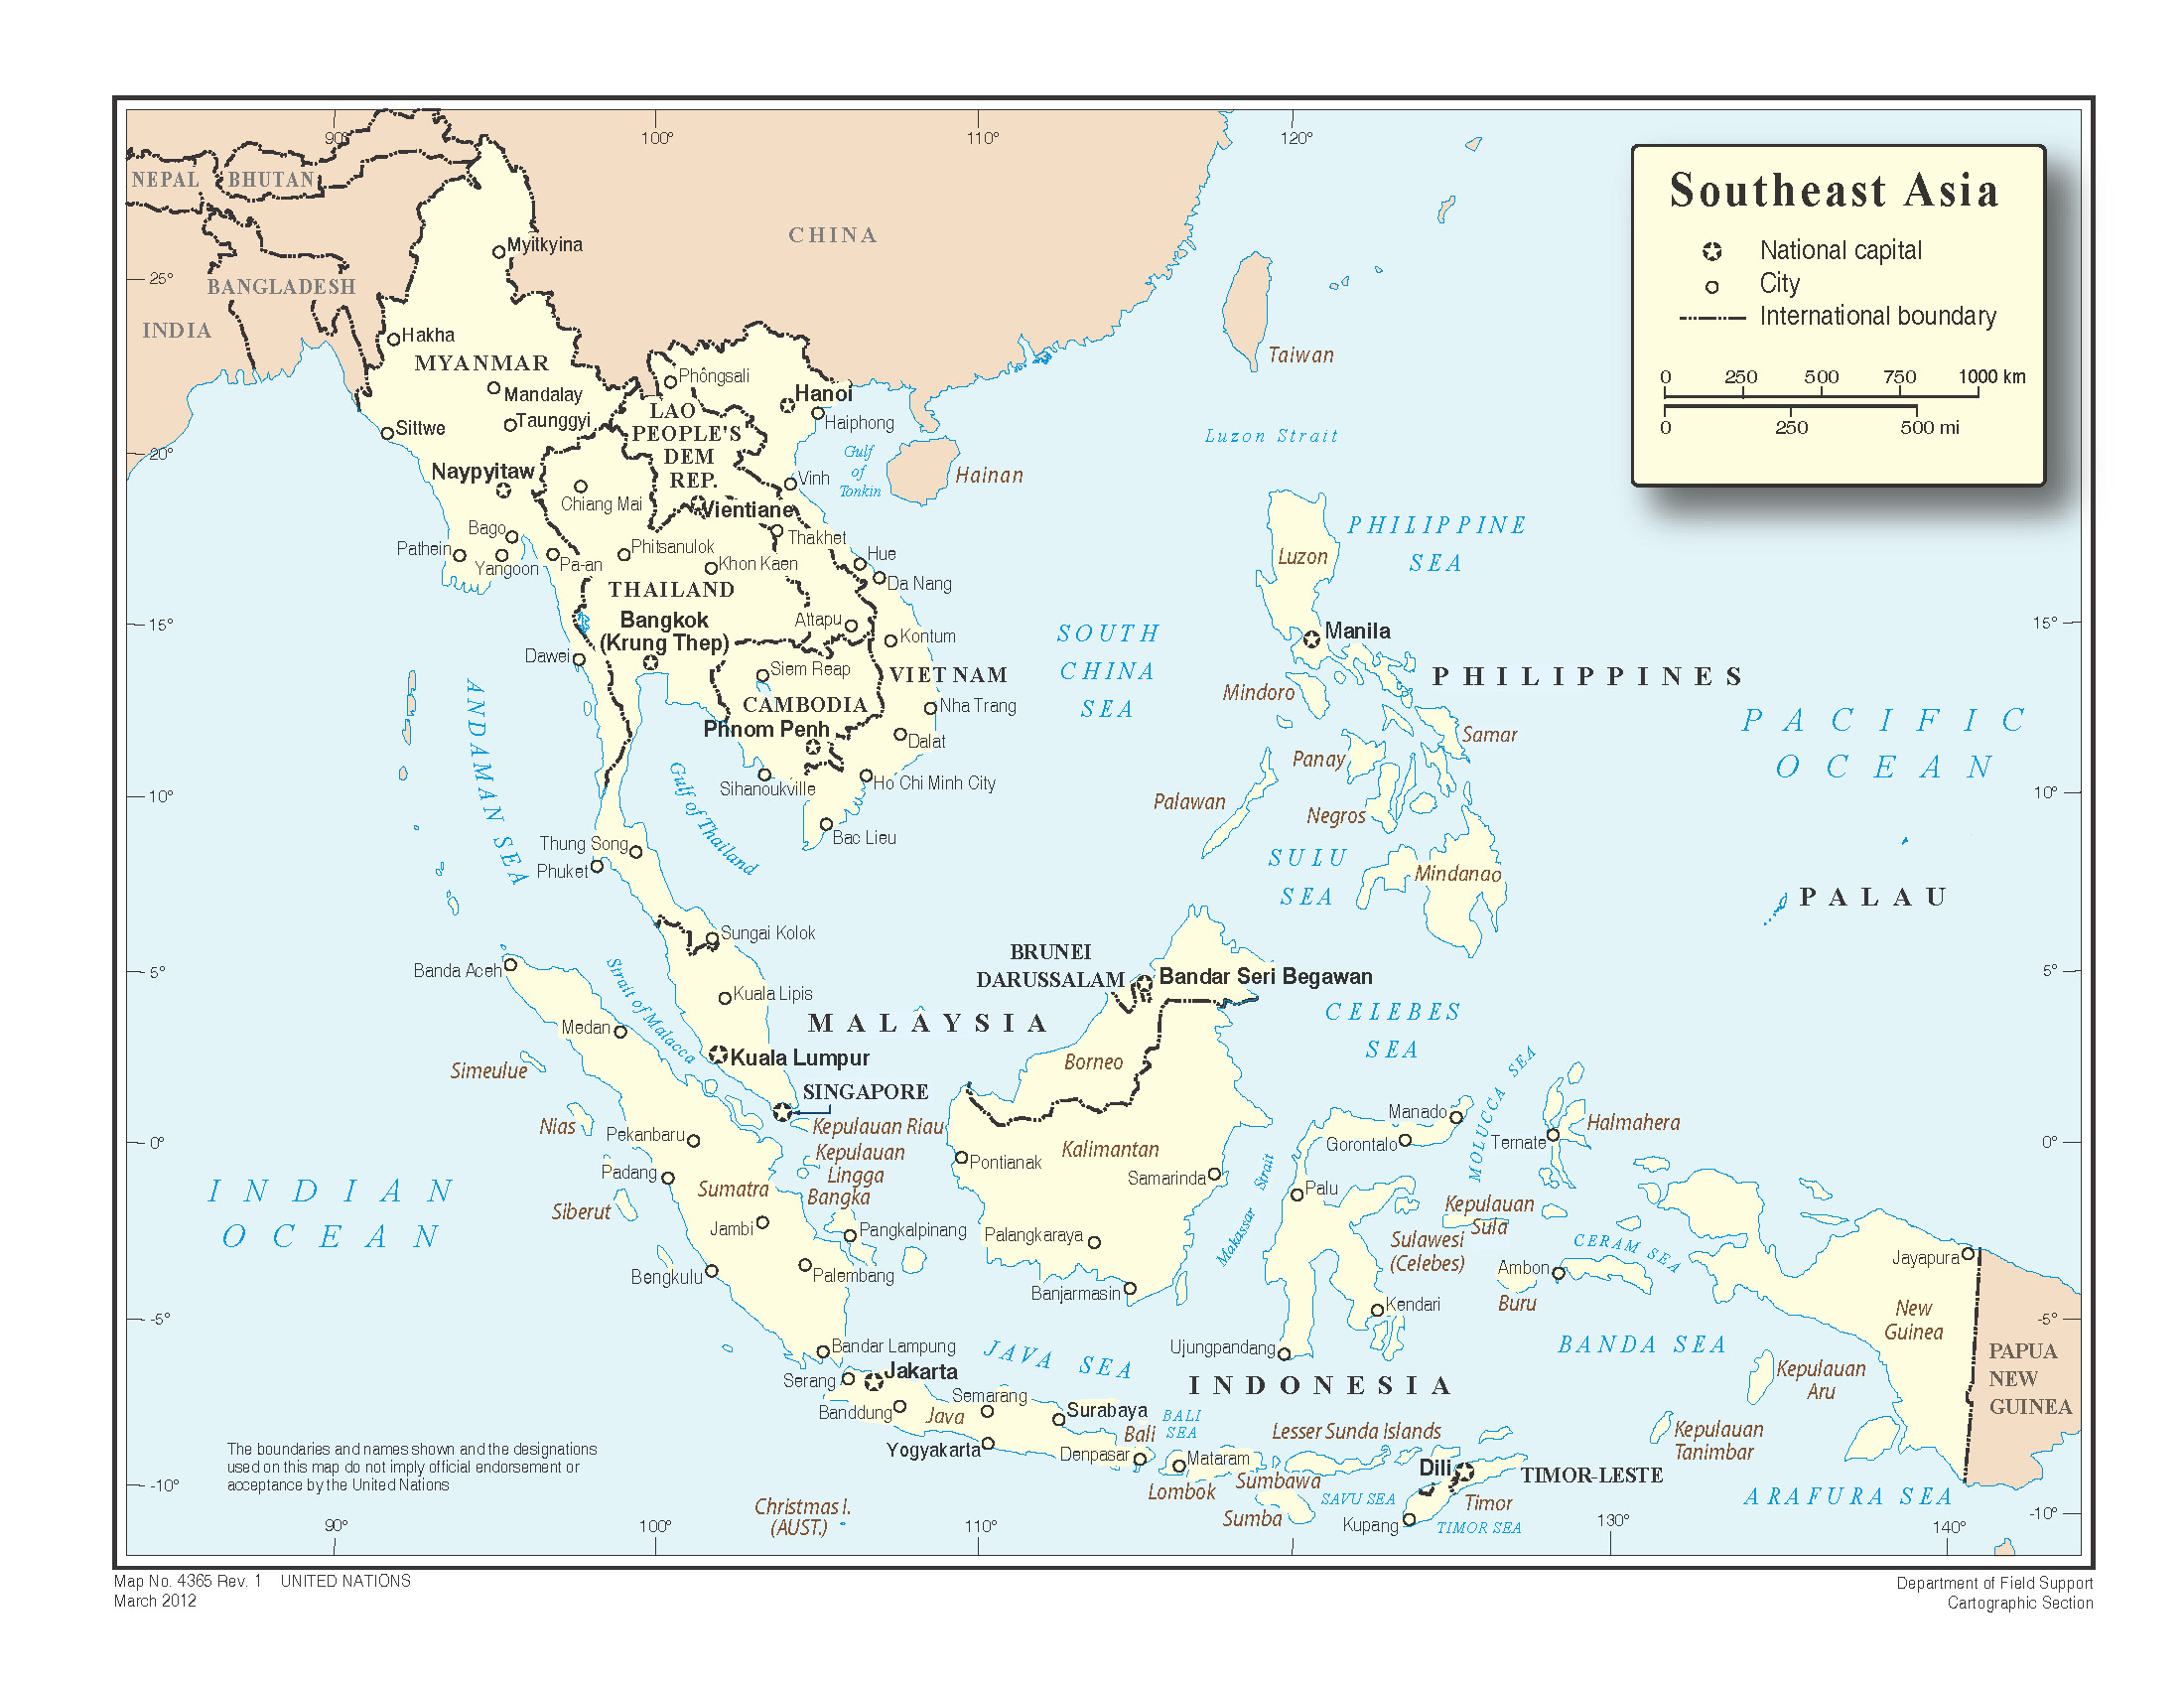 90°
100°
110°
120°
NEPAL
BHUTAN
CHINA
BANGLADESH
INDIA
25°
20°
15°
10°
5°
0°
-5°
-10°
Southeast Asia
National capital
City
International boundary
0 250 500 750 1000 km
0 250 500 mi
Myitkyina
Hakha
MYANMAR
Mandalay
Taunggyi
Sittwe
Naypyitaw
Bago
Pathein
Yangoon
Pa-an
Dawei
Phôngsali
LAO
PEOPLE'S
DEM
REP.
Vientiane
Thakhet
Attapu
Hanoi
Haiphong
Gulf
of
Tonkin
Hainan
Vinh
Hue
Da Nang
Kontum
VIET NAM
Nha Trang
Dalat
Ho Chi Minh City
Bac Lieu
Chiang Mai
Phitsanulok
Khon Kaen
THAILAND
Bangkok
(Krung Thep)
Siem Reap
CAMBODIA
Phnom Penh
Sihanoukville
Gulf of Thailand
Thung Song
Phuket
ANDAMAN SEA
Taiwan
Luzon Strait
PHILIPPINE
SEA
Luzon
SOUTH
CHINA
SEA
Manila
PHILIPPINES
Mindoro
Samar
Panay
Palawan
Negros
SULU
SEA
Mindanao
PACIFIC
OCEAN
PALAU
15°
10°
5°
0°
-5°
-10°
Sungai Kolok
Banda Aceh
Strait of Malacca
Kuala Lipis
MALAYSIA
Medan
Kuala Lumpur
Simeulue
SINGAPORE
BRUNEI
DARUSSALAM
Bandar Seri Begawan
CELEBES
SEA
Borneo
Kalimantan
Nias
Kepulauan Riau
Pekanbaru
Kepulauan
Lingga
Padang
Sumatra
Bangka
Siberut
Jambi
Pangkalpinang
Bengkulu
Palembang
INDIAN
OCEAN
Pontianak
Samarinda
Palangkaraya
Banjarmasin
Makassar Strait
Manado
Gorontalo
MOLUCCA SEA
Ternate
Halmahera
Palu
Kepulauan
Sula
Sulawesi
(Celebes)
CERAM SEA
Ambon
Buru
Kendari
Ujungpandang
BANDA SEA
Jayapura
New
Guinea
PAPUA
NEW
GUINEA
Kepulauan
Aru
Kepulauan
Tanimbar
ARAFURA SEA
Bandar Lampung
JAVA SEA
Serang
Jakarta
Banddung
Java
Semarang
Surabaya
Yogyakarta
BALI
SEA
Bali
Denpasar
Mataram
Lombok
Sumbawa
INDONESIA
Lesser Sunda Islands
Dili
TIMOR-LESTE
Sumba
SAVU SEA
Timor
Kupang
TIMOR SEA
Christmas I.
(AUST.)
The boundaries and names shown and the designations
used on this map do not imply official endorsement or
acceptance by the United Nations
90°
100°
110°
130°
140°
Map No. 4365 Rev. 1 UNITED NATIONS
March 2012
Department of Field Support
Cartographic Section